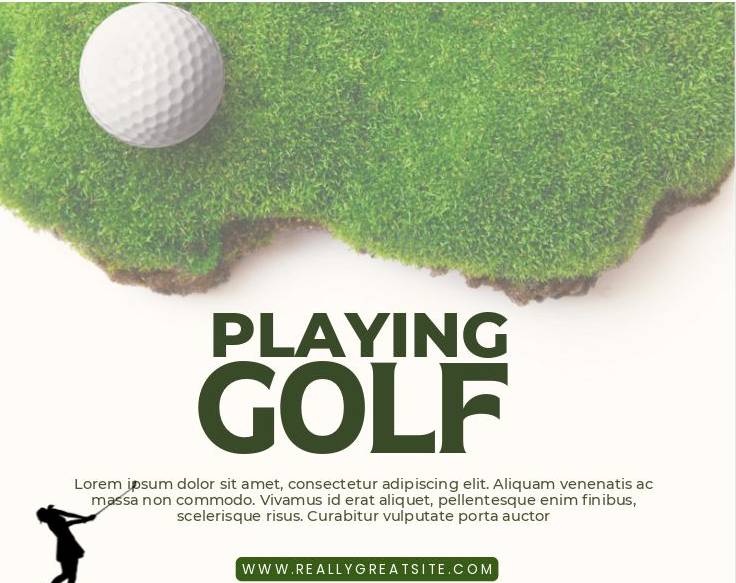 PLAYING
GOLF
Lorem ipsum dolor sit amet, consectetur adipiscing elit. Aliquam venenatis ac
massa non commodo. Vivamus id erat aliquet, pellentesque enim finibus,
scelerisque risus. Curabitur vulputate porta auctor
WWW.REALLYGREATSITE.COM